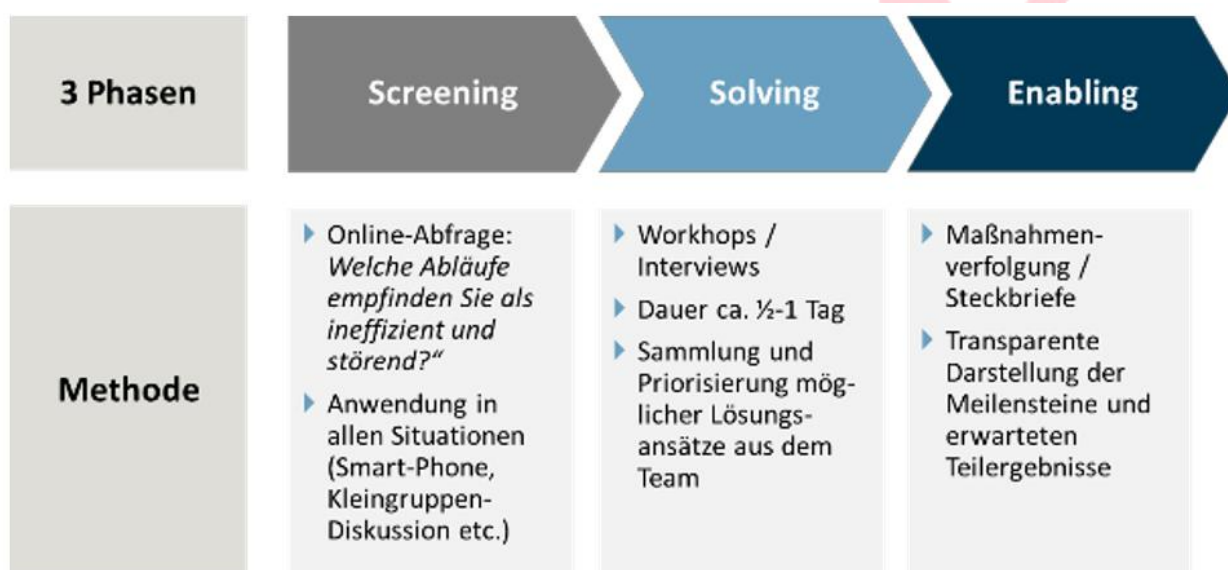 3 Phasen
Screening
Solving
Enabling
Methode
Online-Abfrage:
Welche Abläufe
empfinden Sie als
ineffizient und
störend?“
Anwendung in
allen Situationen
(Smart-Phone,
Kleingruppen-
Diskussion etc.)
Workhops /
Interviews
Dauer ca. ½-1 Tag
Sammlung und
Priorisierung mög-
licher Lösungs-
ansätze aus dem
Team
Maßnahmen-
verfolgung /
Steckbriefe
Transparente
Darstellung der
Meilensteine und
erwarteten
Teilergebnisse